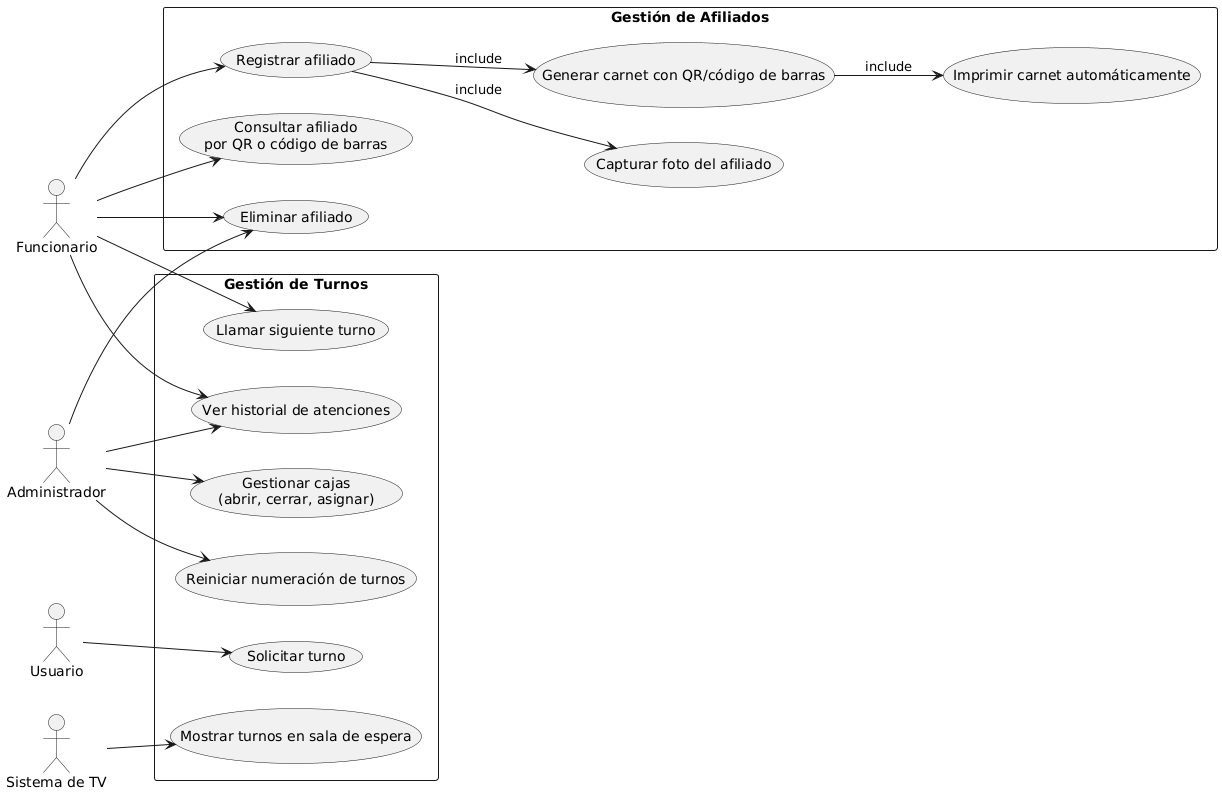 Gestión de Afiliados
Registrar afiliado
include
Generar carnet con QR/código de barras
include
Imprimir carnet automáticamente
include
Capturar foto del afiliado
Consultar afiliado
por QR o código de barras
Eliminar afiliado
Funcionario
Gestión de Turnos
Llamar siguiente turno
Ver historial de atenciones
Administrador
Gestionar cajas
(abrir, cerrar, asignar)
Reiniciar numeración de turnos
Usuario
Solicitar turno
Sistema de TV
Mostrar turnos en sala de espera